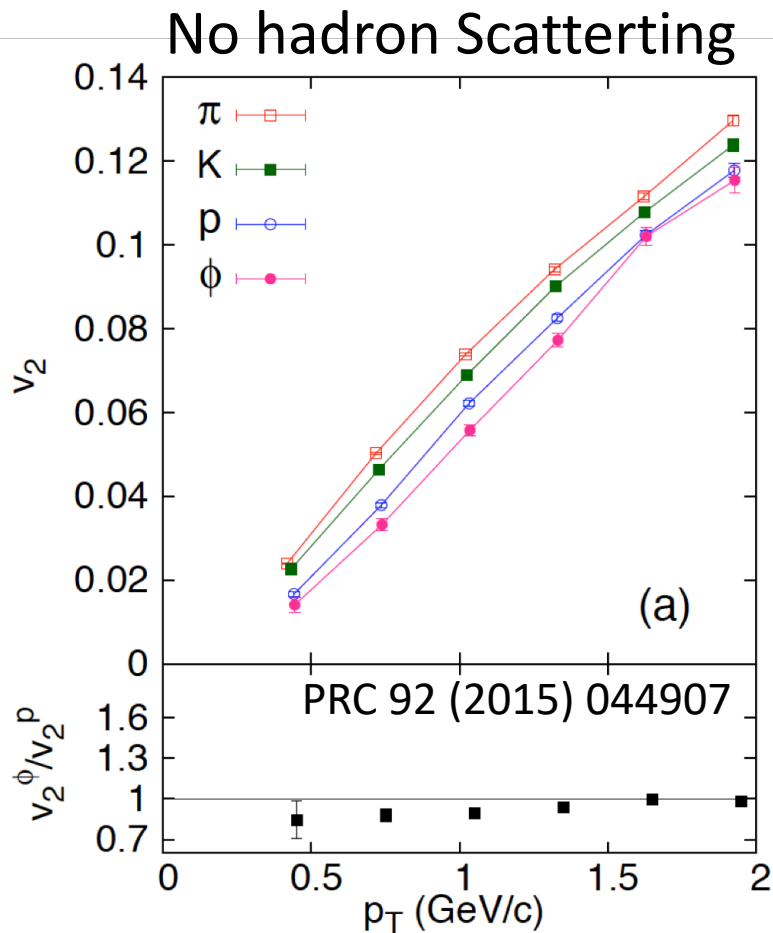 No hadron Scatterting
0.14
0.12
0.1
0.08
0.06
0.04
0.02
0
v₂
π
K
p
ϕ
(a)
PRC 92 (2015) 044907
v₂ᶲ/v₂ᵖ
1.6
1.3
1
0.7
0 0.5 1 1.5 2
p_T (GeV/c)